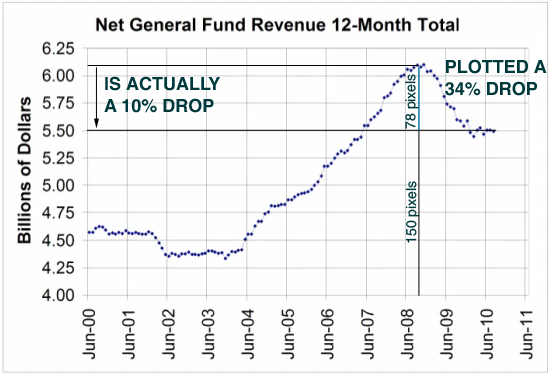 Net General Fund Revenue 12-Month Total
Billions of Dollars
6.25
6.00
5.75
5.50
5.25
5.00
4.75
4.50
4.25
4.00
IS ACTUALLY
A 10% DROP
PLOTTED A
34% DROP
78 pixels
150 pixels
Jun-00
Jun-01
Jun-02
Jun-03
Jun-04
Jun-05
Jun-06
Jun-07
Jun-08
Jun-09
Jun-10
Jun-11